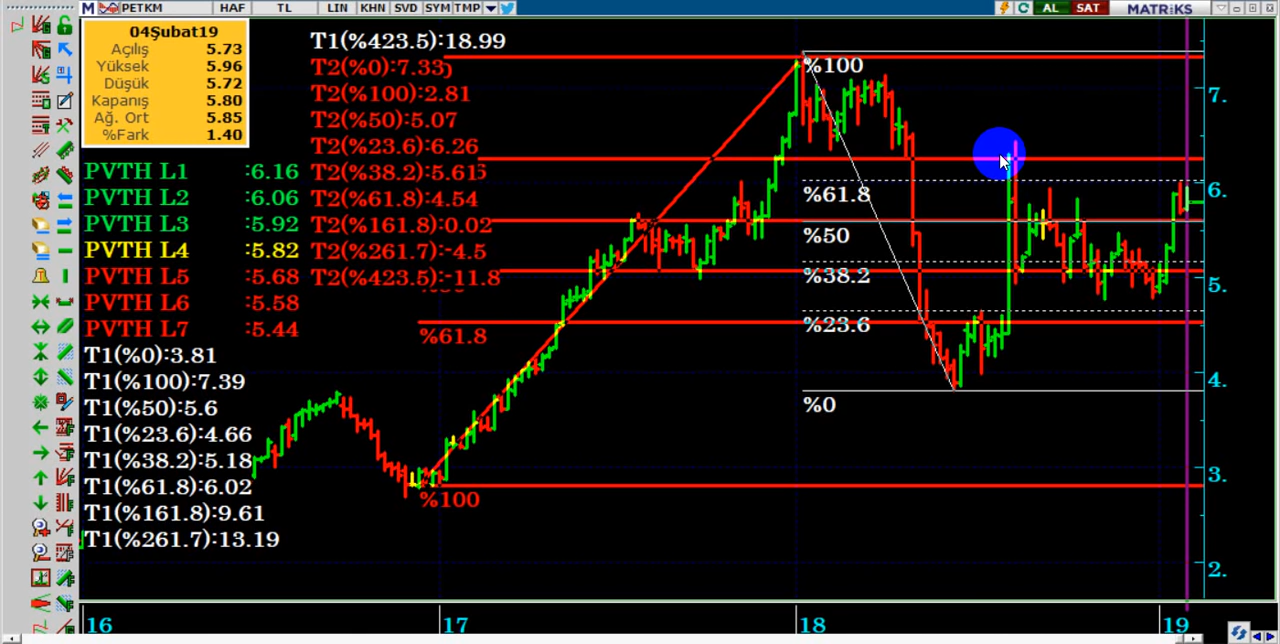 M PETKM HAF TL LIN KHN SVD SYM TMP AL SAT MATRİKS
04Şubat19
Açılış 5.73
Yüksek 5.96
Düşük 5.72
Kapanış 5.80
Ağ. Ort 5.85
%Fark 1.40
PVTH L1 :6.16
PVTH L2 :6.06
PVTH L3 :5.92
PVTH L4 :5.82
PVTH L5 :5.68
PVTH L6 :5.58
PVTH L7 :5.44
T1(%0):3.81
T1(%100):7.39
T1(%50):5.6
T1(%23.6):4.66
T1(%38.2):5.18
T1(%61.8):6.02
T1(%161.8):9.61
T1(%261.7):13.19
T1(%423.5):18.99
T2(%0):7.33
T2(%100):2.81
T2(%50):5.07
T2(%23.6):6.26
T2(%38.2):5.61
T2(%61.8):4.54
T2(%161.8):0.02
T2(%261.7):-4.5
T2(%423.5):-11.8
%61.8
%100
%100
%61.8
%50
%38.2
%23.6
%0
7.
6.
5.
4.
3.
2.
16 17 18 19